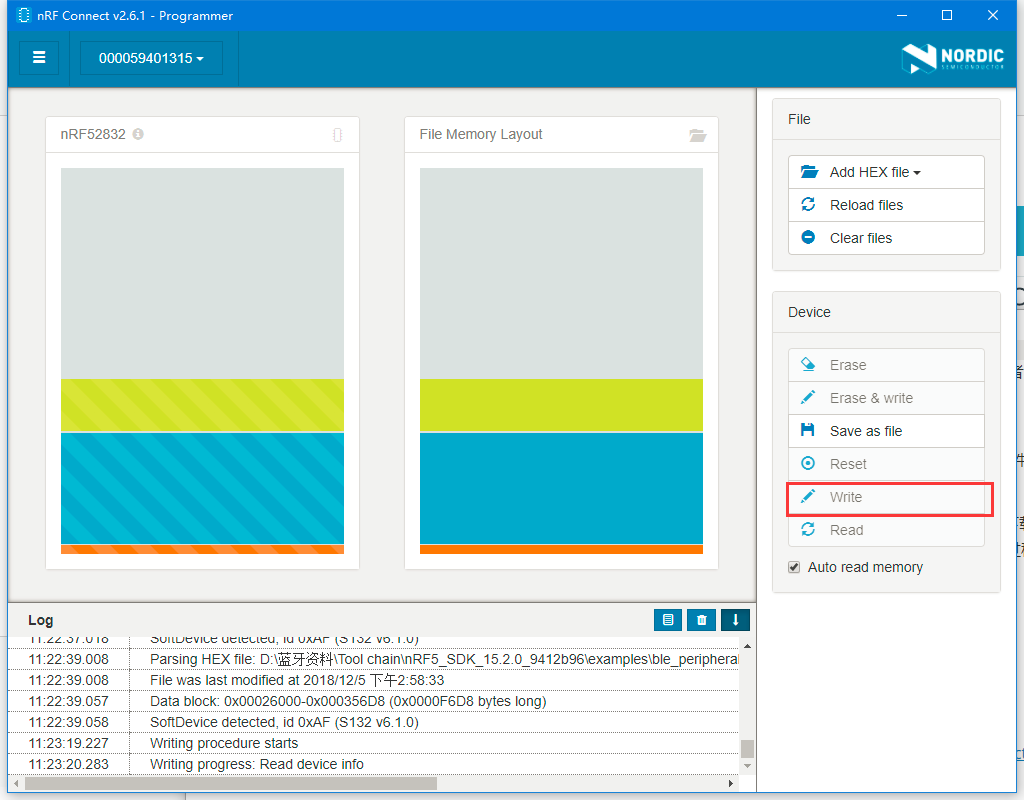 nRF Connect v2.6.1 - Programmer
000059401315
NORDIC
SEMICONDUCTOR
nRF52832
File Memory Layout
File
Add HEX file
Reload files
Clear files
Device
Erase
Erase & write
Save as file
Reset
Write
Read
Auto read memory
Log
11:22:37.018 SoftDevice detected, id 0xAF (S132 v6.1.0)
11:22:39.008 Parsing HEX file: D:\蓝牙资料\Tool chain\nRF5_SDK_15.2.0_9412b96\examples\ble_peripheral
11:22:39.008 File was last modified at 2018/12/5 下午2:58:33
11:22:39.057 Data block: 0x00026000-0x000356D8 (0x0000F6D8 bytes long)
11:22:39.058 SoftDevice detected, id 0xAF (S132 v6.1.0)
11:23:19.227 Writing procedure starts
11:23:20.283 Writing progress: Read device info